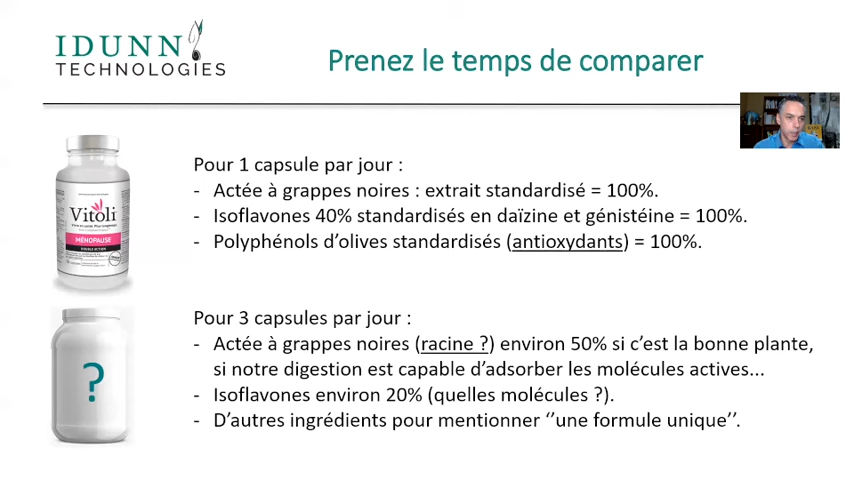 IDUNN
TECHNOLOGIES
Prenez le temps de comparer
Pour 1 capsule par jour :
- Actée à grappes noires : extrait standardisé = 100%.
- Isoflavones 40% standardisés en daïzine et génistéine = 100%.
- Polyphénols d’olives standardisés (antioxydants) = 100%.
Vitoli
MÉNOPAUSE
Pour 3 capsules par jour :
- Actée à grappes noires (racine ?) environ 50% si c’est la bonne plante,
si notre digestion est capable d’adsorber les molécules actives...
- Isoflavones environ 20% (quelles molécules ?).
- D’autres ingrédients pour mentionner ‘’une formule unique’’.
?